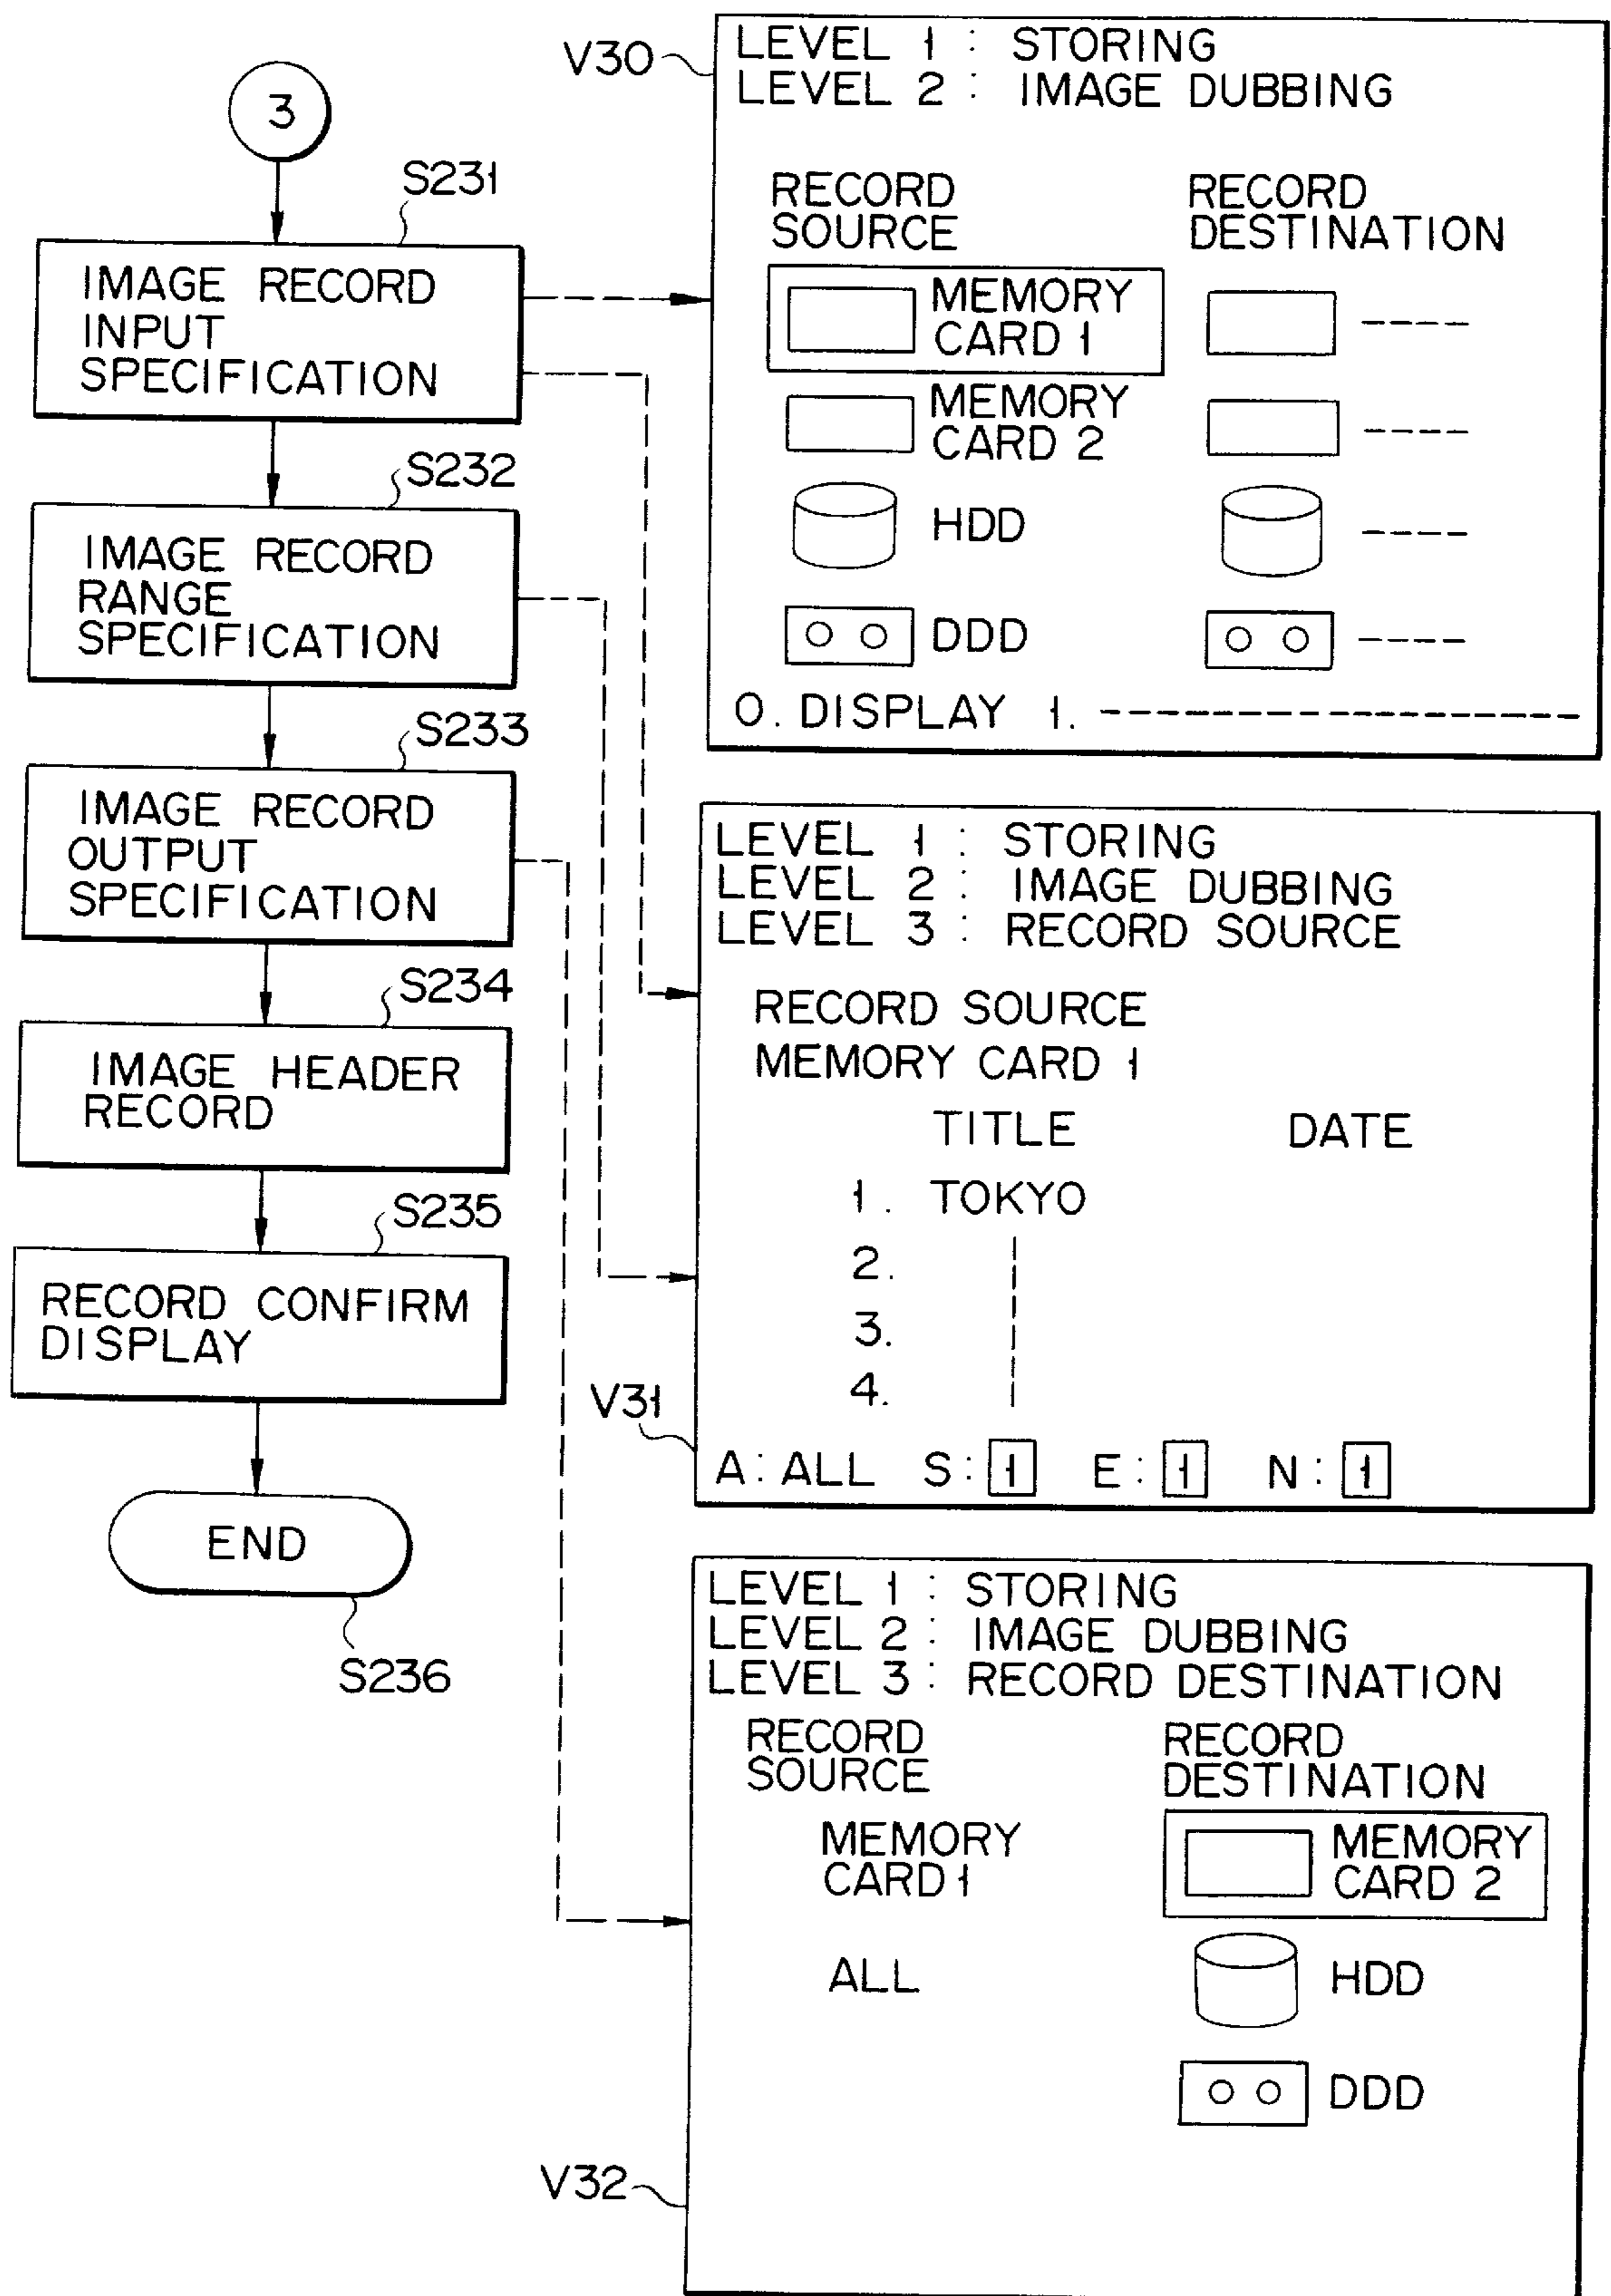 3
S231
IMAGE RECORD
INPUT
SPECIFICATION
S232
IMAGE RECORD
RANGE
SPECIFICATION
S233
IMAGE RECORD
OUTPUT
SPECIFICATION
S234
IMAGE HEADER
RECORD
S235
RECORD CONFIRM
DISPLAY
END
S236
V30
LEVEL 1 : STORING
LEVEL 2 : IMAGE DUBBING
RECORD
SOURCE
RECORD
DESTINATION
MEMORY
CARD 1
MEMORY
CARD 2
HDD
DDD
0. DISPLAY 1.
LEVEL 1 : STORING
LEVEL 2 : IMAGE DUBBING
LEVEL 3 : RECORD SOURCE
RECORD SOURCE
MEMORY CARD 1
TITLE DATE
1. TOKYO
2.
3.
4.
V31
A : ALL S : 1 E : 1 N : 1
LEVEL 1 : STORING
LEVEL 2 : IMAGE DUBBING
LEVEL 3 : RECORD DESTINATION
RECORD
SOURCE
RECORD
DESTINATION
MEMORY
CARD 1
MEMORY
CARD 2
ALL
HDD
DDD
V32